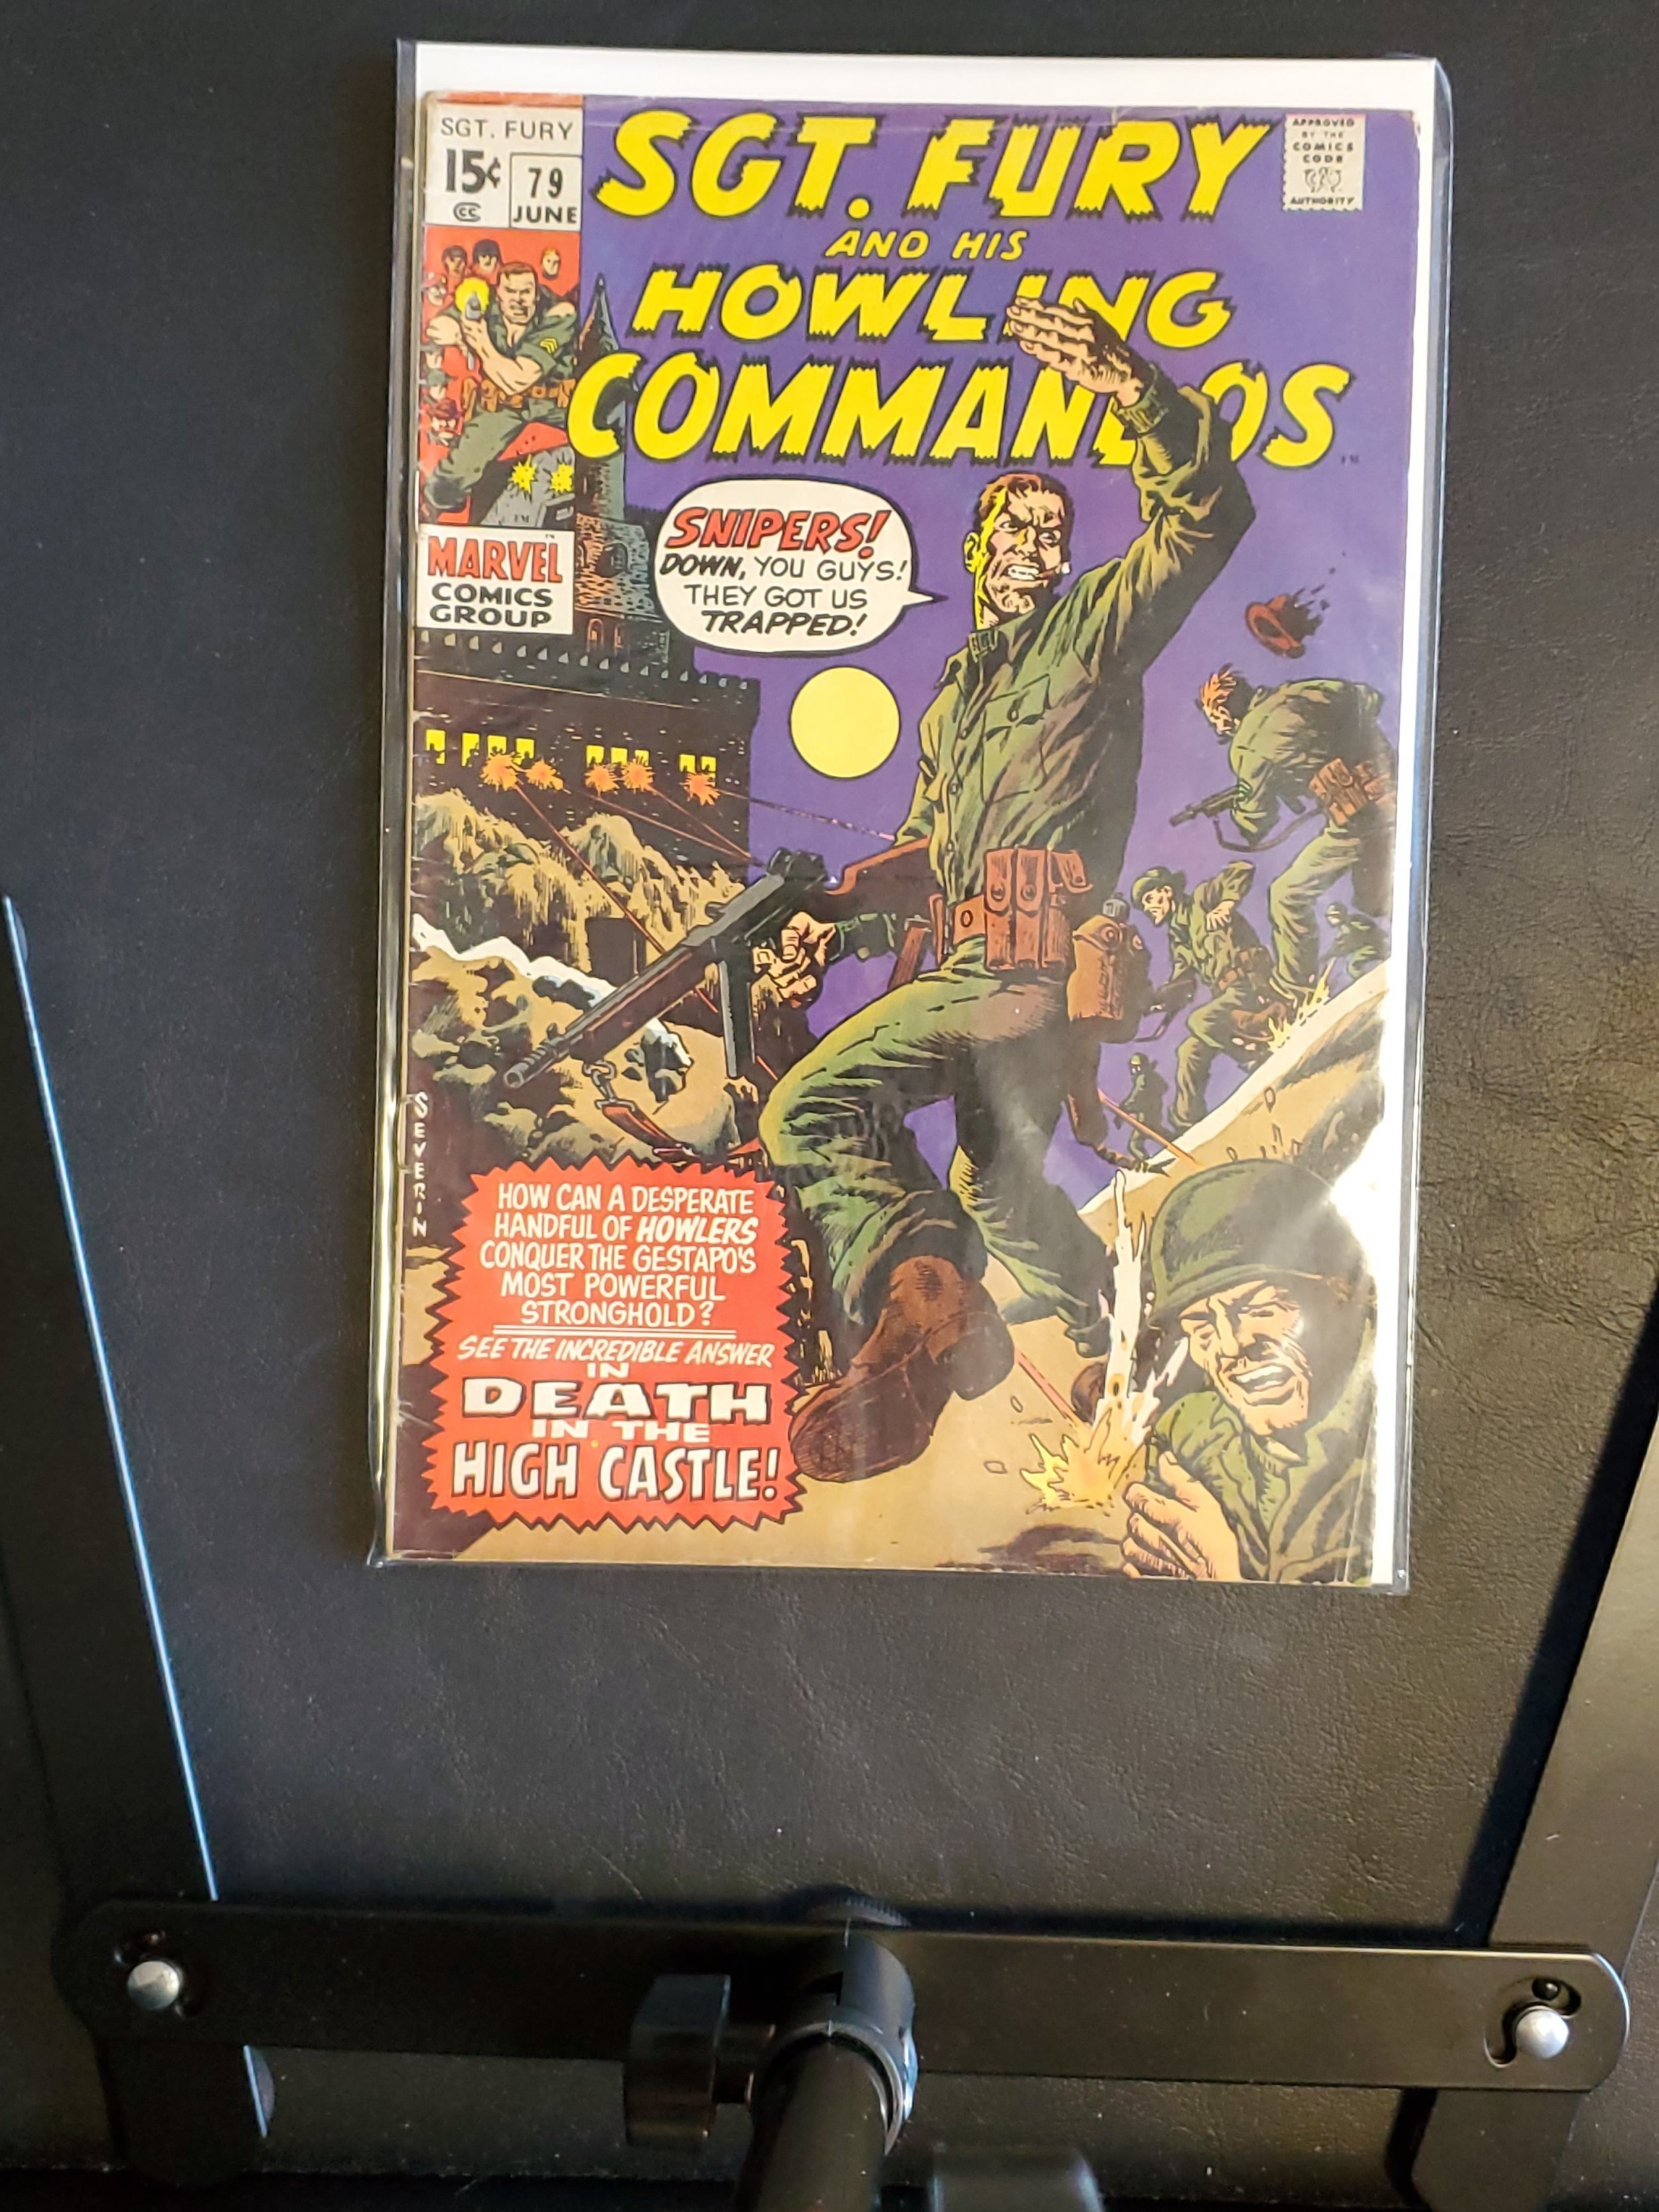 SGT. FURY
15¢
CC
79
JUNE
MARVEL
COMICS
GROUP
SGT. FURY
AND HIS
HOWLING
COMMANDOS
TM
APPROVED
BY THE
COMICS
CODE
AUTHORITY
SNIPERS!
DOWN, YOU GUYS!
THEY GOT US
TRAPPED!
SEVERIN
HOW CAN A DESPERATE
HANDFUL OF HOWLERS
CONQUER THE GESTAPO'S
MOST POWERFUL
STRONGHOLD?
SEE THE INCREDIBLE ANSWER
IN
DEATH
IN THE
HIGH CASTLE!